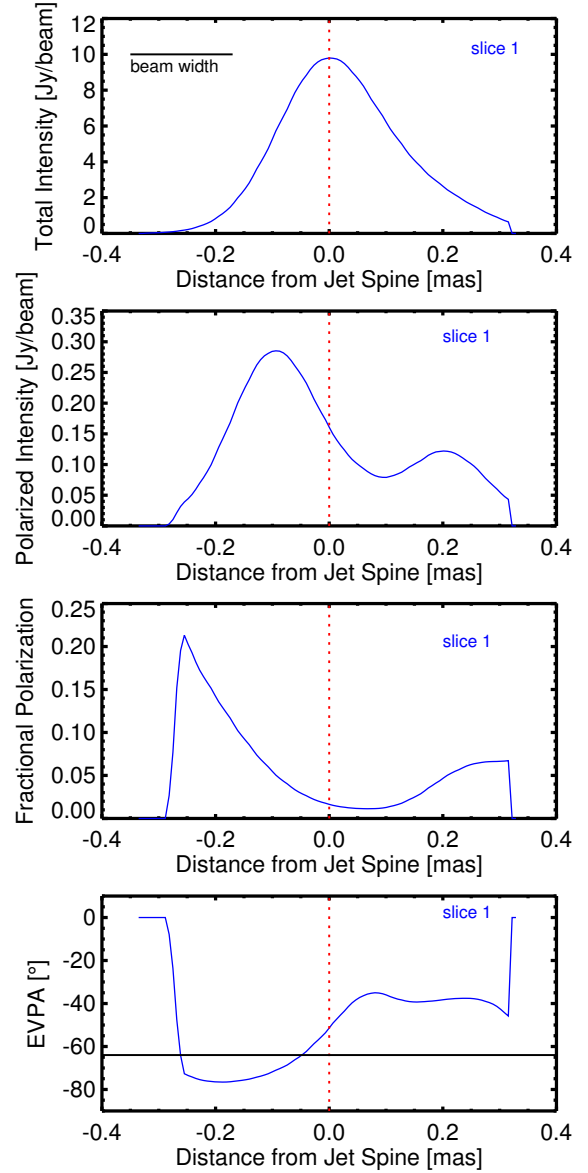 12
10
8
6
4
2
0
Total Intensity [Jy/beam]
beam width
slice 1
-0.4 -0.2 0.0 0.2 0.4
Distance from Jet Spine [mas]
0.35
0.30
0.25
0.20
0.15
0.10
0.05
0.00
Polarized Intensity [Jy/beam]
slice 1
-0.4 -0.2 0.0 0.2 0.4
Distance from Jet Spine [mas]
0.25
0.20
0.15
0.10
0.05
0.00
Fractional Polarization
slice 1
-0.4 -0.2 0.0 0.2 0.4
Distance from Jet Spine [mas]
0
-20
-40
-60
-80
EVPA [°]
slice 1
-0.4 -0.2 0.0 0.2 0.4
Distance from Jet Spine [mas]